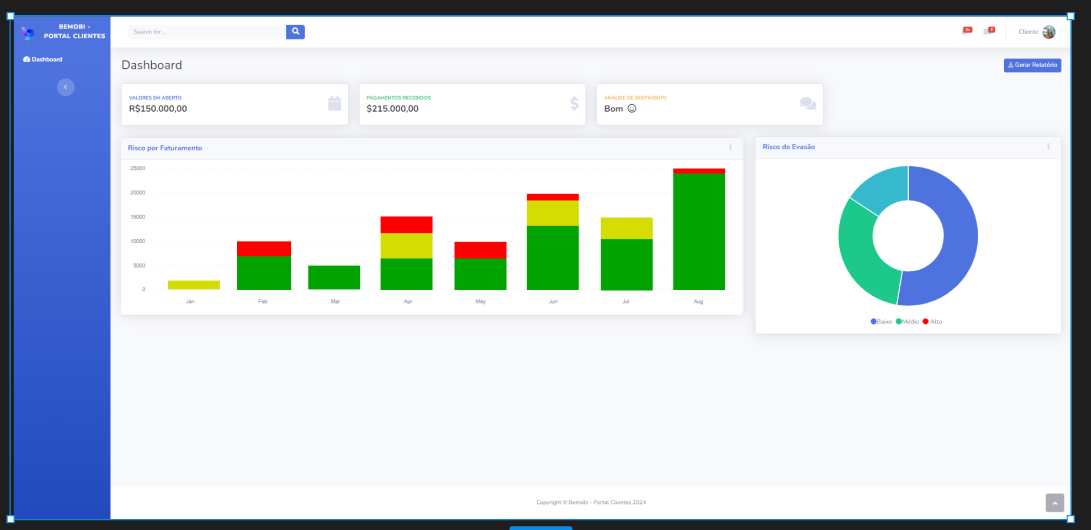 BEMOBI -
PORTAL CLIENTES
Search for ...
Cliente
Dashboard
Dashboard
Gerar Relatório
VALORES EM ABERTO
R$150.000,00
PAGAMENTOS RECEBIDOS
$215.000,00
ANÁLISE DE SENTIMENTO
Bom
Risco por Faturamento
25000
20000
15000
10000
5000
0
Jan Feb Mar Apr May Jun Jul Aug
Risco de Evasão
Baixo Médio Alto
Copyright © Bemobi - Portal Clientes 2024